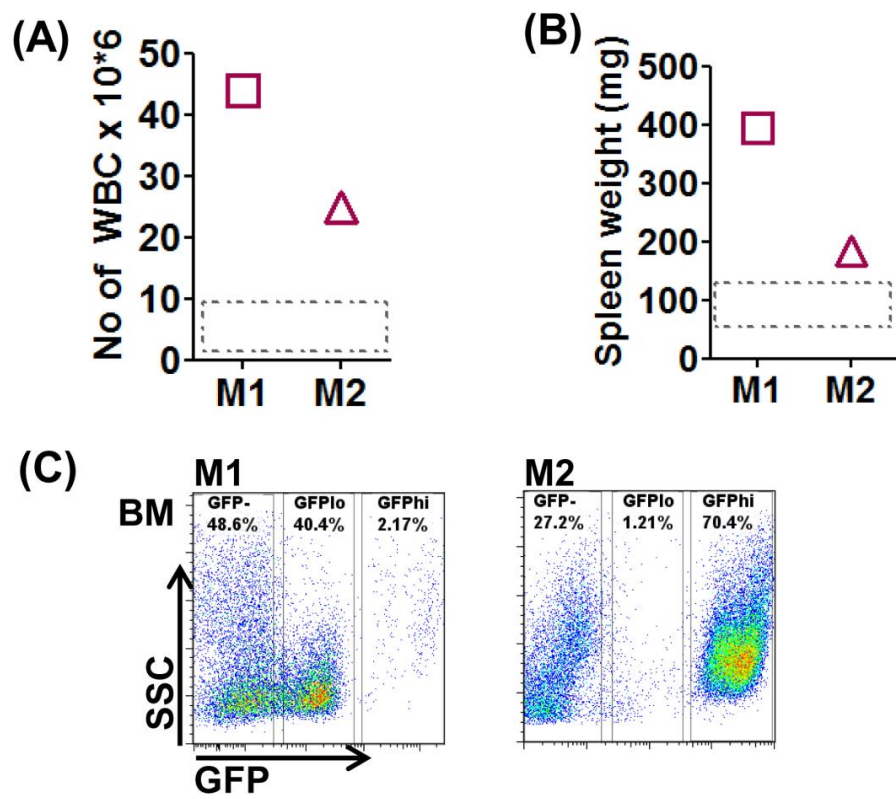 (A)
No of WBC x 10*6
50
40
30
20
10
0
M1 M2
(B)
Spleen weight (mg)
500
400
300
200
100
0
M1 M2
(C)
M1
BM
GFP- GFPlo GFPhi
48.6% 40.4% 2.17%
SSC
GFP
M2
GFP- GFPlo GFPhi
27.2% 1.21% 70.4%